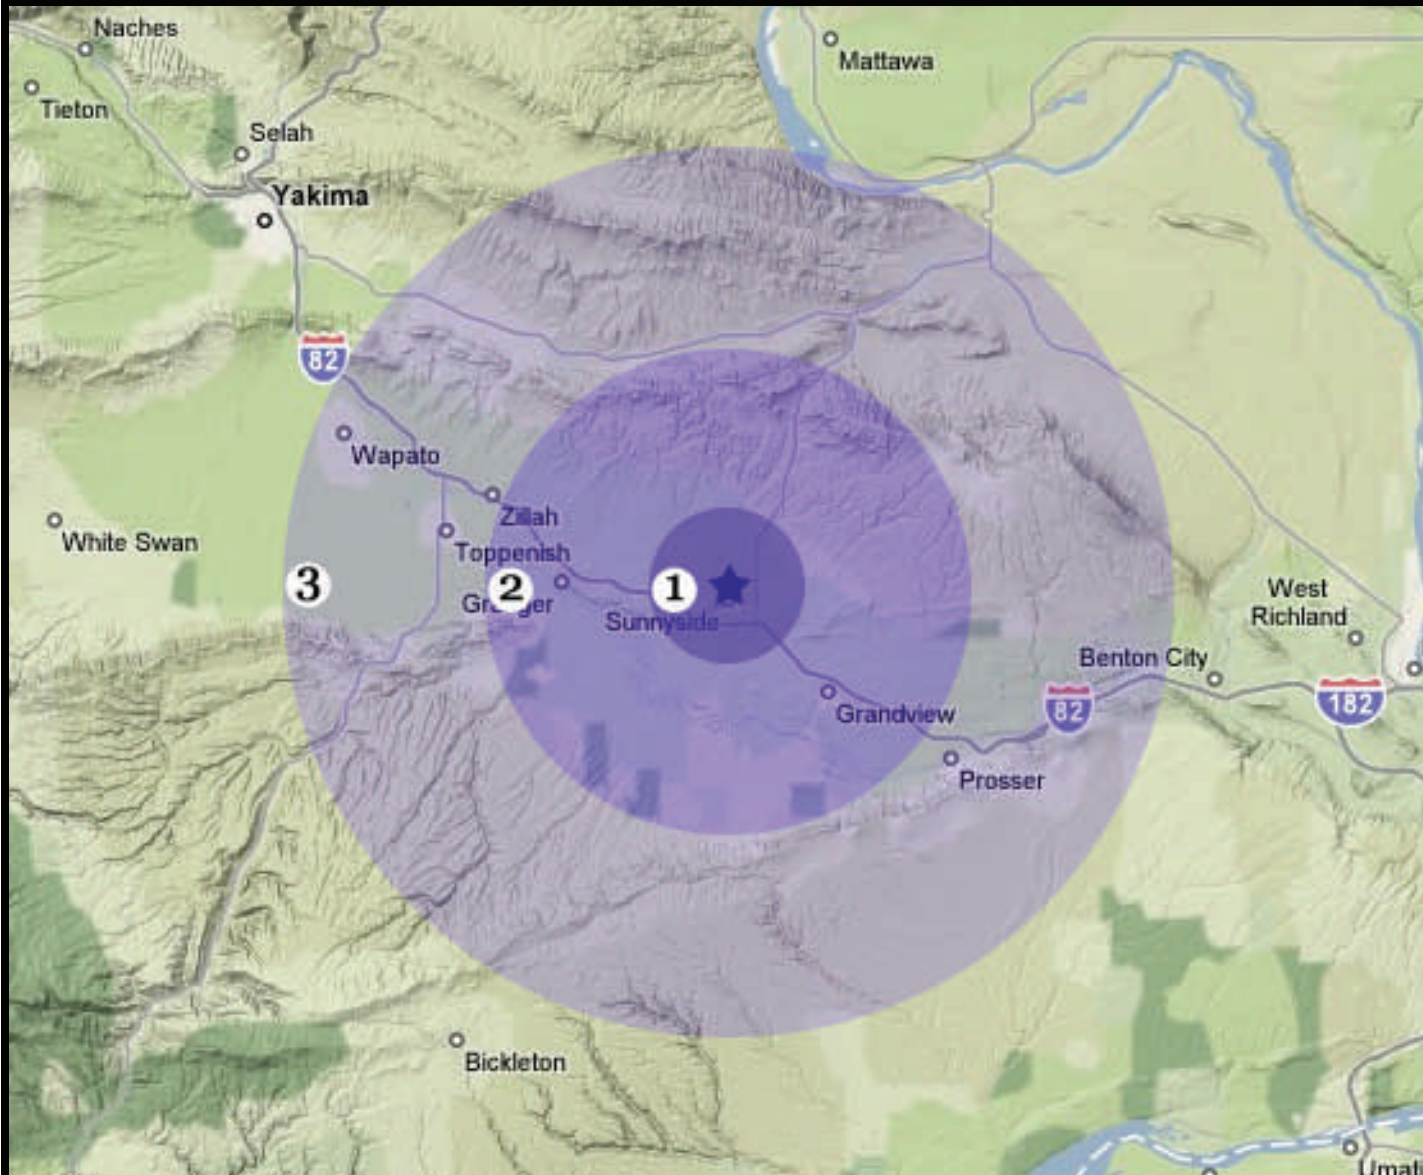 Naches
Mattawa
Tieton
Selah
Yakima
82
Wapato
Zillah
White Swan
Toppenish
3
2
1
West
Richland
Sunnyside
Benton City
82
182
Grandview
Prosser
Bickleton